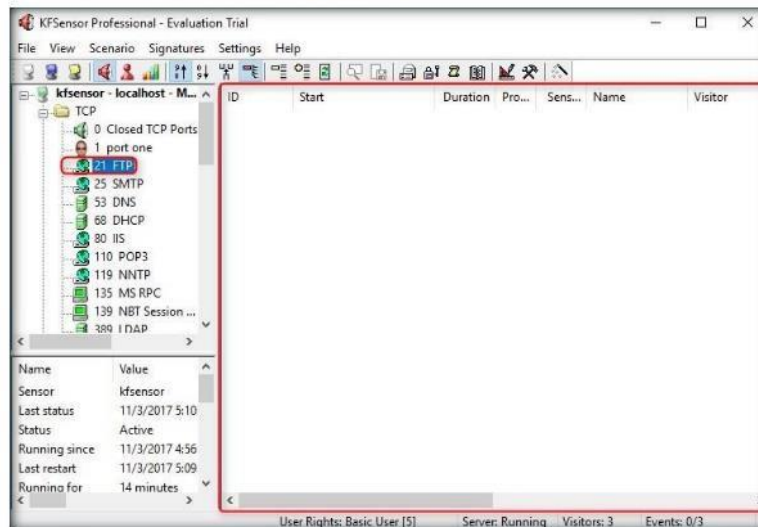 KFSensor Professional - Evaluation Trial
File View Scenario Signatures Settings Help
kfsensor - localhost - M...
TCP
0 Closed TCP Ports
1 port one
21 FTP
25 SMTP
53 DNS
68 DHCP
80 IIS
110 POP3
119 NNTP
135 MS RPC
139 NBT Session ...
389 LDAP
ID Start Duration Pro... Sens... Name Visitor
Name Value
Sensor kfsensor
Last status 11/3/2017 5:10
Status Active
Running since 11/3/2017 4:56
Last restart 11/3/2017 5:09
Running for 14 minutes
User Rights: Basic User [5] Server: Running Visitors: 3 Events: 0/3